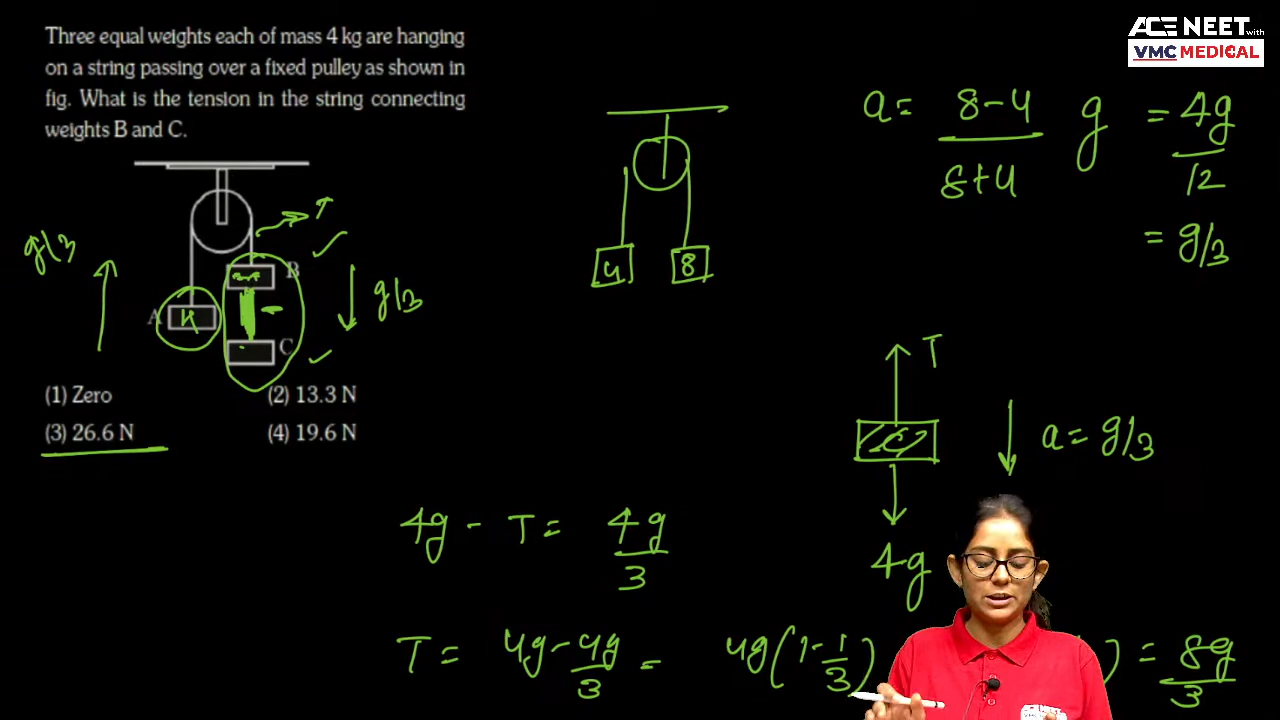 Three equal weights each of mass 4 kg are hanging
on a string passing over a fixed pulley as shown in
fig. What is the tension in the string connecting
weights B and C.
T
g/3
B
A
4
C
g/3
(1) Zero (2) 13.3 N
(3) 26.6 N (4) 19.6 N
4 8
a = 8-4 / 8+4 g = 4g / 12
= g/3
T
a = g/3
4g
4g - T = 4g / 3
T = 4g - 4g / 3 = 4g(1 - 1/3) ) = 8g / 3
ACE NEET with
VMC MEDICAL